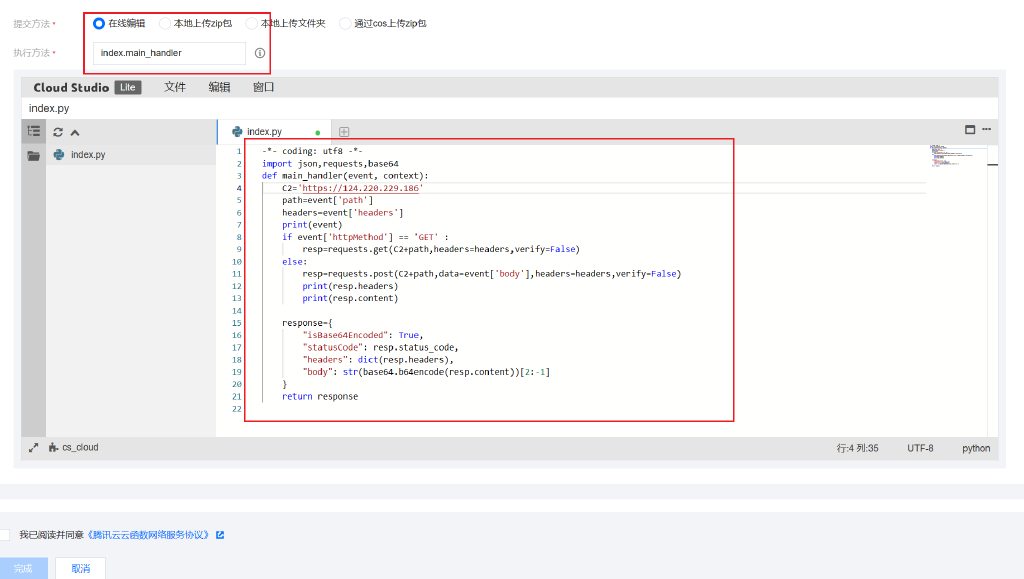 提交方法 * 在线编辑 本地上传zip包 本地上传文件夹 通过cos上传zip包
执行方法 * index.main_handler
Cloud Studio Lite 文件 编辑 窗口
index.py
index.py
index.py
1 -*- coding: utf8 -*-
2 import json,requests,base64
3 def main_handler(event, context):
4 C2='https://124.220.229.186'
5 path=event['path']
6 headers=event['headers']
7 print(event)
8 if event['httpMethod'] == 'GET' :
9 resp=requests.get(C2+path,headers=headers,verify=False)
10 else:
11 resp=requests.post(C2+path,data=event['body'],headers=headers,verify=False)
12 print(resp.headers)
13 print(resp.content)
14
15 response={
16 "isBase64Encoded": True,
17 "statusCode": resp.status_code,
18 "headers": dict(resp.headers),
19 "body": str(base64.b64encode(resp.content))[2:-1]
20 }
21 return response
22
cs_cloud 行:4 列:35 UTF-8 python
我已阅读并同意《腾讯云云函数网络服务协议》
完成 取消